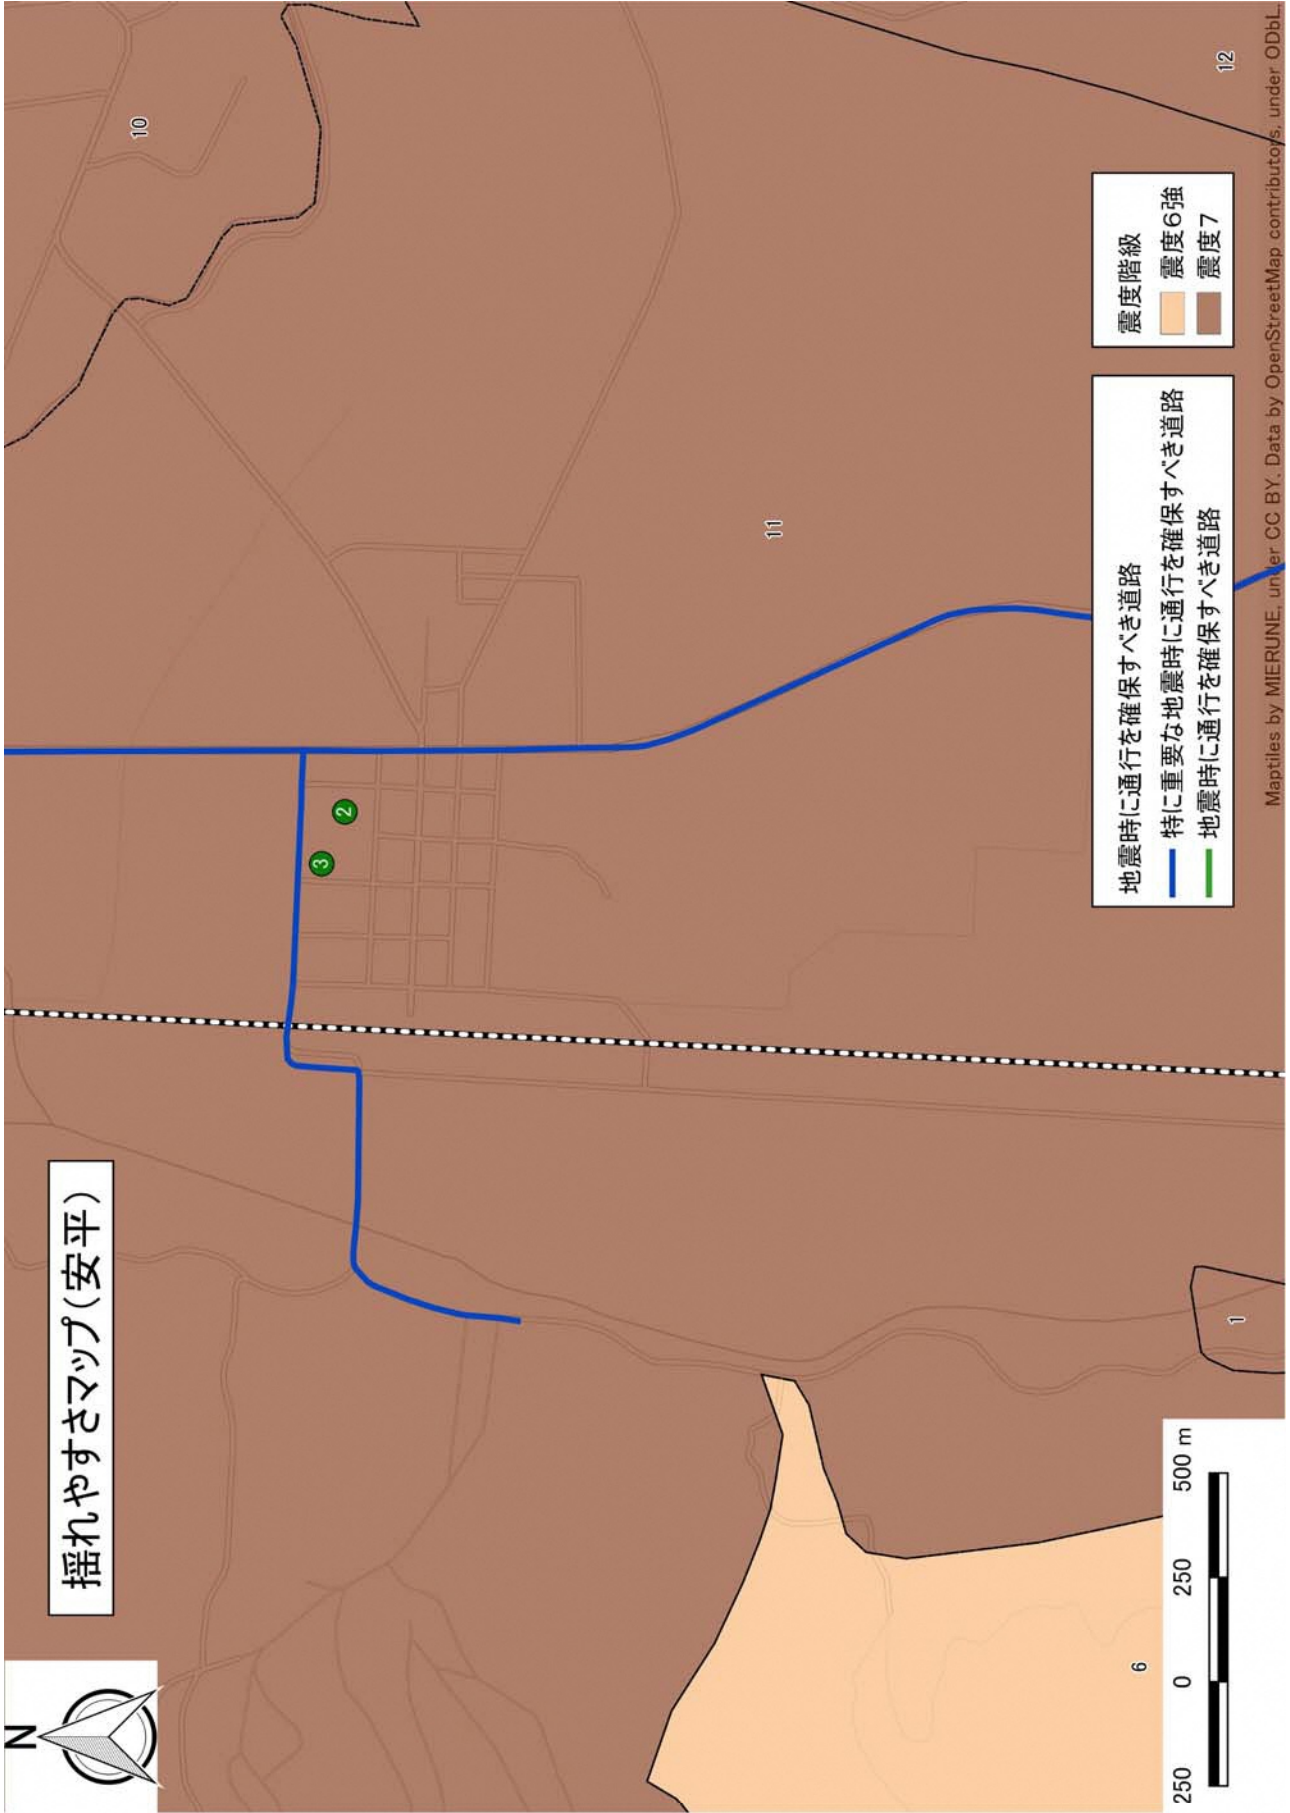 N
揺れやすさマップ(安平)
10
12
11
3
2
1
6
地震時に通行を確保すべき道路
特に重要な地震時に通行を確保すべき道路
地震時に通行を確保すべき道路
震度階級
震度6強
震度7
250 0 250 500 m
Maptiles by MIERUNE, under CC BY. Data by OpenStreetMap contributors, under ODbL.